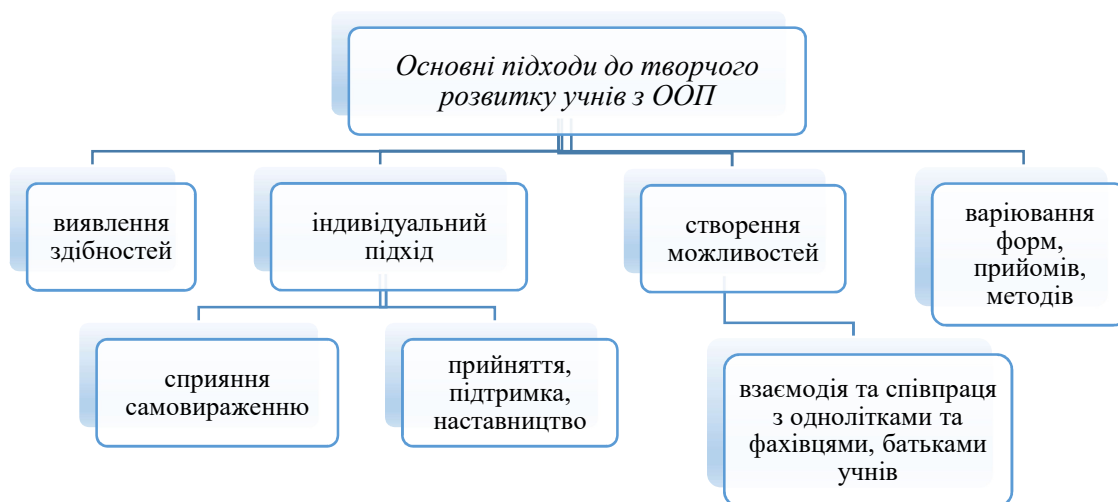 Основні підходи до творчого
розвитку учнів з ООП
виявлення
здібностей
індивідуальний
підхід
створення
можливостей
варіювання
форм,
прийомів,
методів
сприяння
самовираженню
прийняття,
підтримка,
наставництво
взаємодія та співпраця
з однолітками та
фахівцями, батьками
учнів